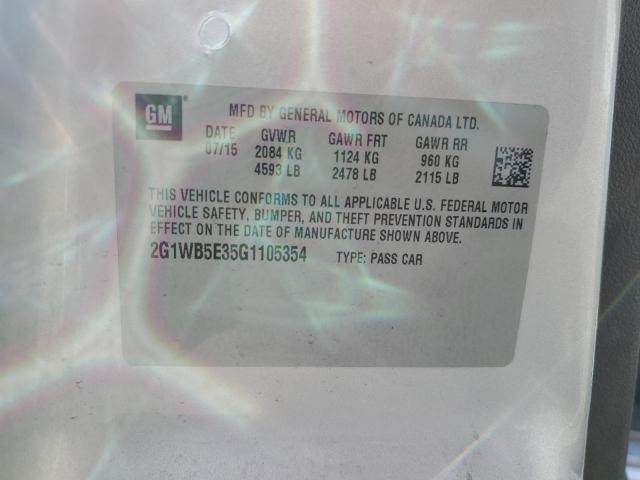 GM
MFD BY GENERAL MOTORS OF CANADA LTD.
DATE GVWR GAWR FRT GAWR RR
07/15 2084 KG 1124 KG 960 KG
4593 LB 2478 LB 2115 LB
THIS VEHICLE CONFORMS TO ALL APPLICABLE U.S. FEDERAL MOTOR
VEHICLE SAFETY, BUMPER, AND THEFT PREVENTION STANDARDS IN
EFFECT ON THE DATE OF MANUFACTURE SHOWN ABOVE.
2G1WB5E35G1105354 TYPE: PASS CAR